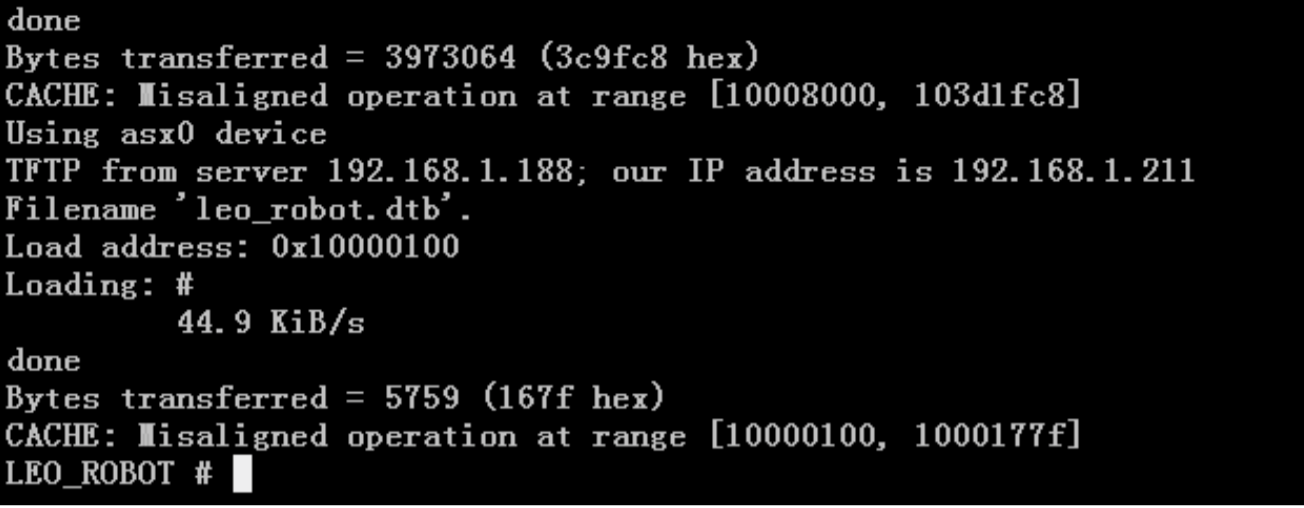 done
Bytes transferred = 3973064 (3c9fc8 hex)
CACHE: Misaligned operation at range [10008000, 103d1fc8]
Using asx0 device
TFTP from server 192.168.1.188; our IP address is 192.168.1.211
Filename 'leo_robot.dtb'.
Load address: 0x10000100
Loading: #
44.9 KiB/s
done
Bytes transferred = 5759 (167f hex)
CACHE: Misaligned operation at range [10000100, 1000177f]
LEO_ROBOT #